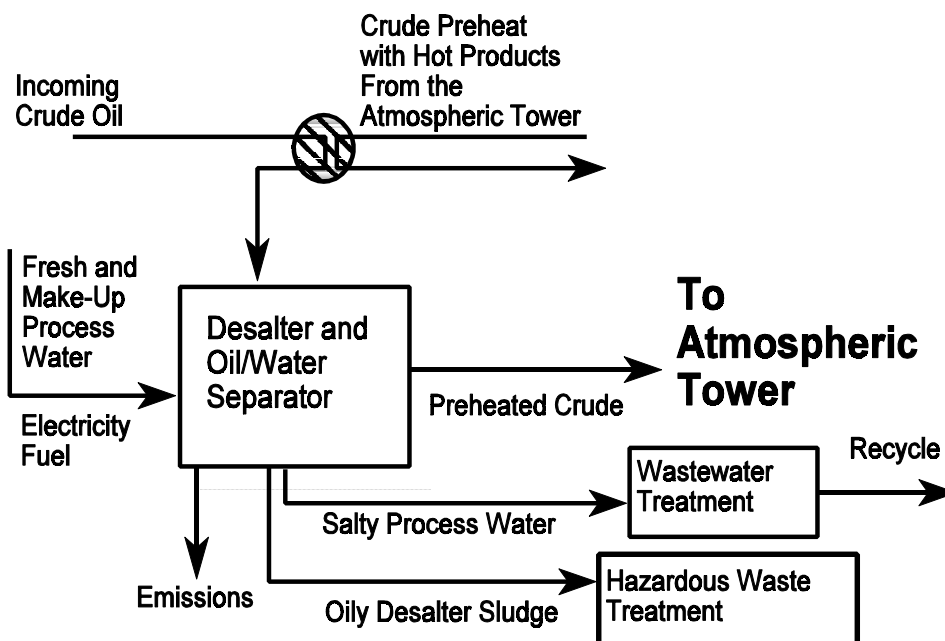 Crude Preheat
with Hot Products
From the
Atmospheric Tower
Incoming
Crude Oil
Fresh and
Make-Up
Process
Water
Electricity
Fuel
Desalter and
Oil/Water
Separator
Preheated Crude
To
Atmospheric
Tower
Recycle
Wastewater
Treatment
Salty Process Water
Emissions
Oily Desalter Sludge
Hazardous Waste
Treatment